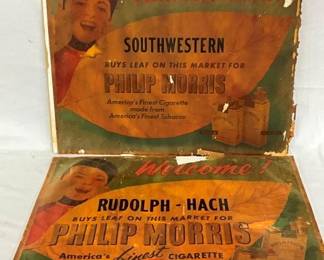 SOUTHWESTERN
BUYS LEAF ON THIS MARKET FOR
PHILIP MORRIS
America's Finest Cigarette
made from
America's Finest Tobacco
Welcome!
RUDOLPH - HACH
BUYS LEAF ON THIS MARKET FOR
PHILIP MORRIS
America's Finest CIGARETTE